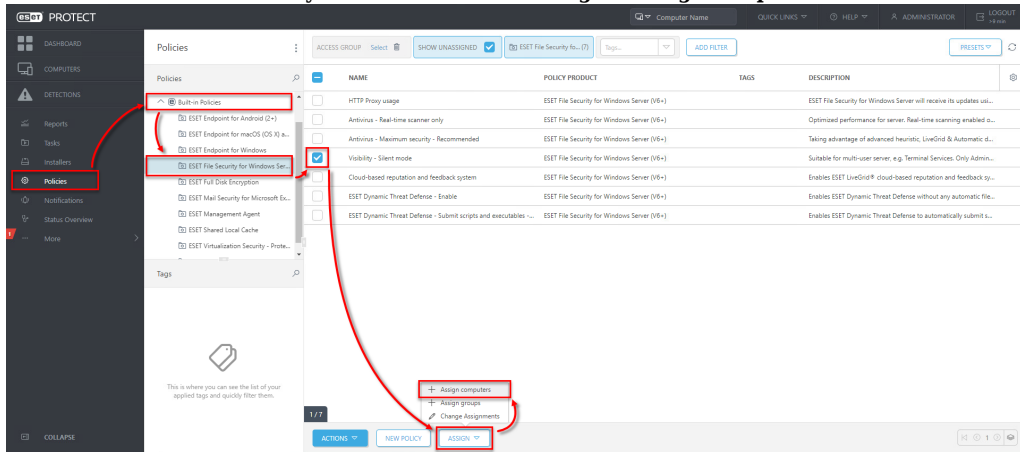 eset PROTECT
Computer Name
QUICK LINKS
HELP
ADMINISTRATOR
LOGOUT
>9 min
DASHBOARD
COMPUTERS
DETECTIONS
Reports
Tasks
Installers
Policies
Notifications
Status Overview
More
COLLAPSE
Policies
Policies
Built-in Policies
ESET Endpoint for Android (2+)
ESET Endpoint for macOS (OS X) a...
ESET Endpoint for Windows
ESET File Security for Windows Ser...
ESET Full Disk Encryption
ESET Mail Security for Microsoft Ex...
ESET Management Agent
ESET Shared Local Cache
ESET Virtualization Security - Prote...
Tags
This is where you can see the list of your
applied tags and quickly filter them.
ACCESS GROUP Select SHOW UNASSIGNED ESET File Security fo... (7) Tags... ADD FILTER PRESETS
NAME POLICY PRODUCT TAGS DESCRIPTION
HTTP Proxy usage ESET File Security for Windows Server (V6+) ESET File Security for Windows Server will receive its updates usi...
Antivirus - Real-time scanner only ESET File Security for Windows Server (V6+) Optimized performance for server. Real-time scanning enabled o...
Antivirus - Maximum security - Recommended ESET File Security for Windows Server (V6+) Taking advantage of advanced heuristic, LiveGrid & Automatic d...
Visibility - Silent mode ESET File Security for Windows Server (V6+) Suitable for multi-user server, e.g. Terminal Services. Only Admin...
Cloud-based reputation and feedback system ESET File Security for Windows Server (V6+) Enables ESET LiveGrid® cloud-based reputation and feedback sy...
ESET Dynamic Threat Defense - Enable ESET File Security for Windows Server (V6+) Enables ESET Dynamic Threat Defense without any automatic file...
ESET Dynamic Threat Defense - Submit scripts and executables -... ESET File Security for Windows Server (V6+) Enables ESET Dynamic Threat Defense to automatically submit s...
Assign computers
Assign groups
Change Assignments
1 / 7
ACTIONS NEW POLICY ASSIGN
1